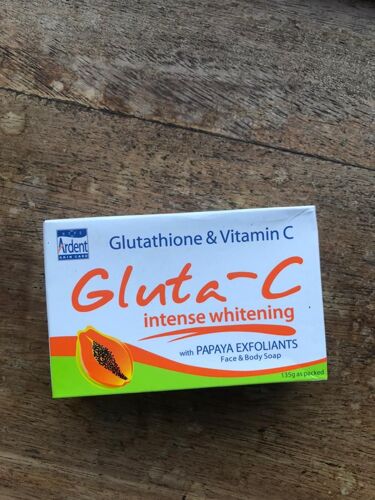 Ardent
SKIN CARE
Glutathione & Vitamin C
Gluta-C
intense whitening
with PAPAYA EXFOLIANTS
Face & Body Soap
135g as packed